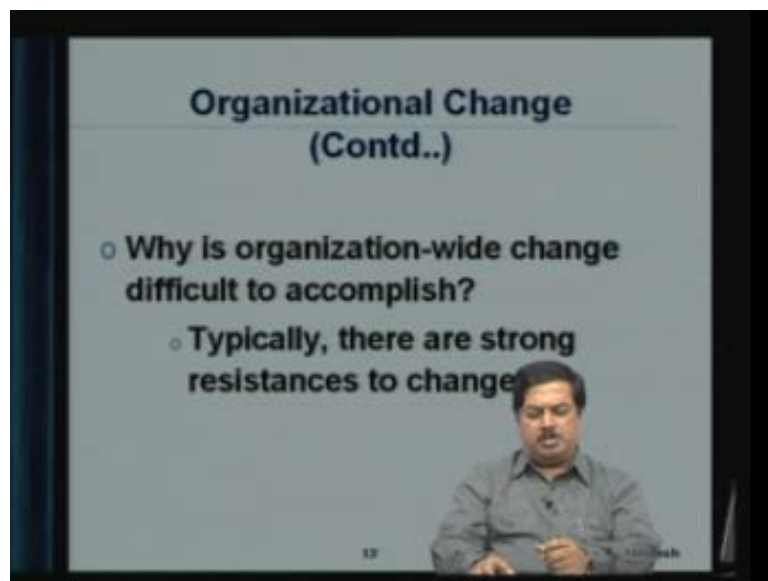 Organizational Change
(Contd..)
Why is organization-wide change
difficult to accomplish?
Typically, there are strong
resistances to change